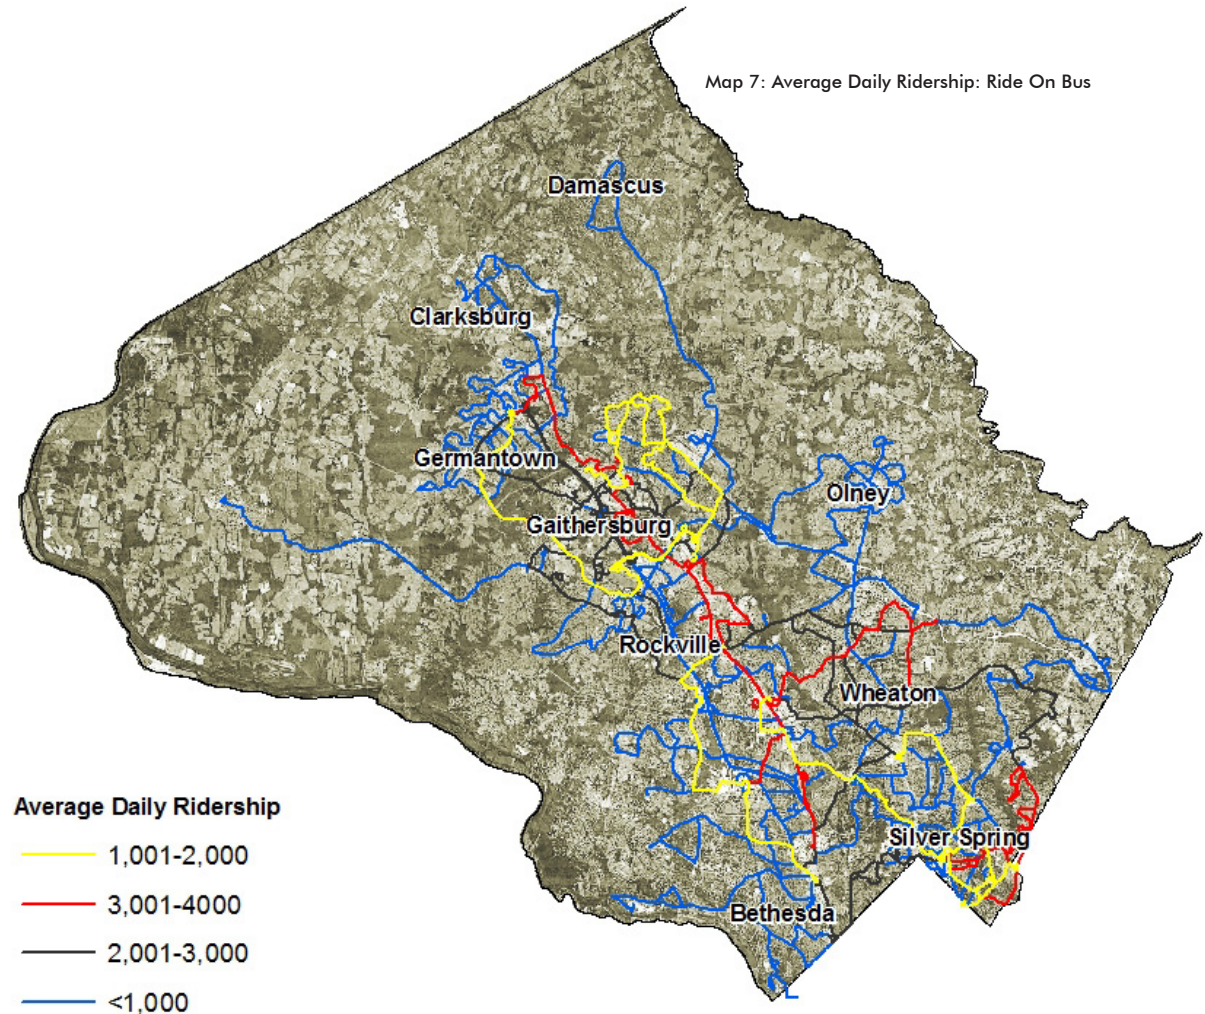 Map 7: Average Daily Ridership: Ride On Bus
Damascus
Clarksburg
Germantown
Olney
Gaithersburg
Rockville
Wheaton
Silver Spring
Bethesda
Average Daily Ridership
1,001-2,000
3,001-4000
2,001-3,000
<1,000